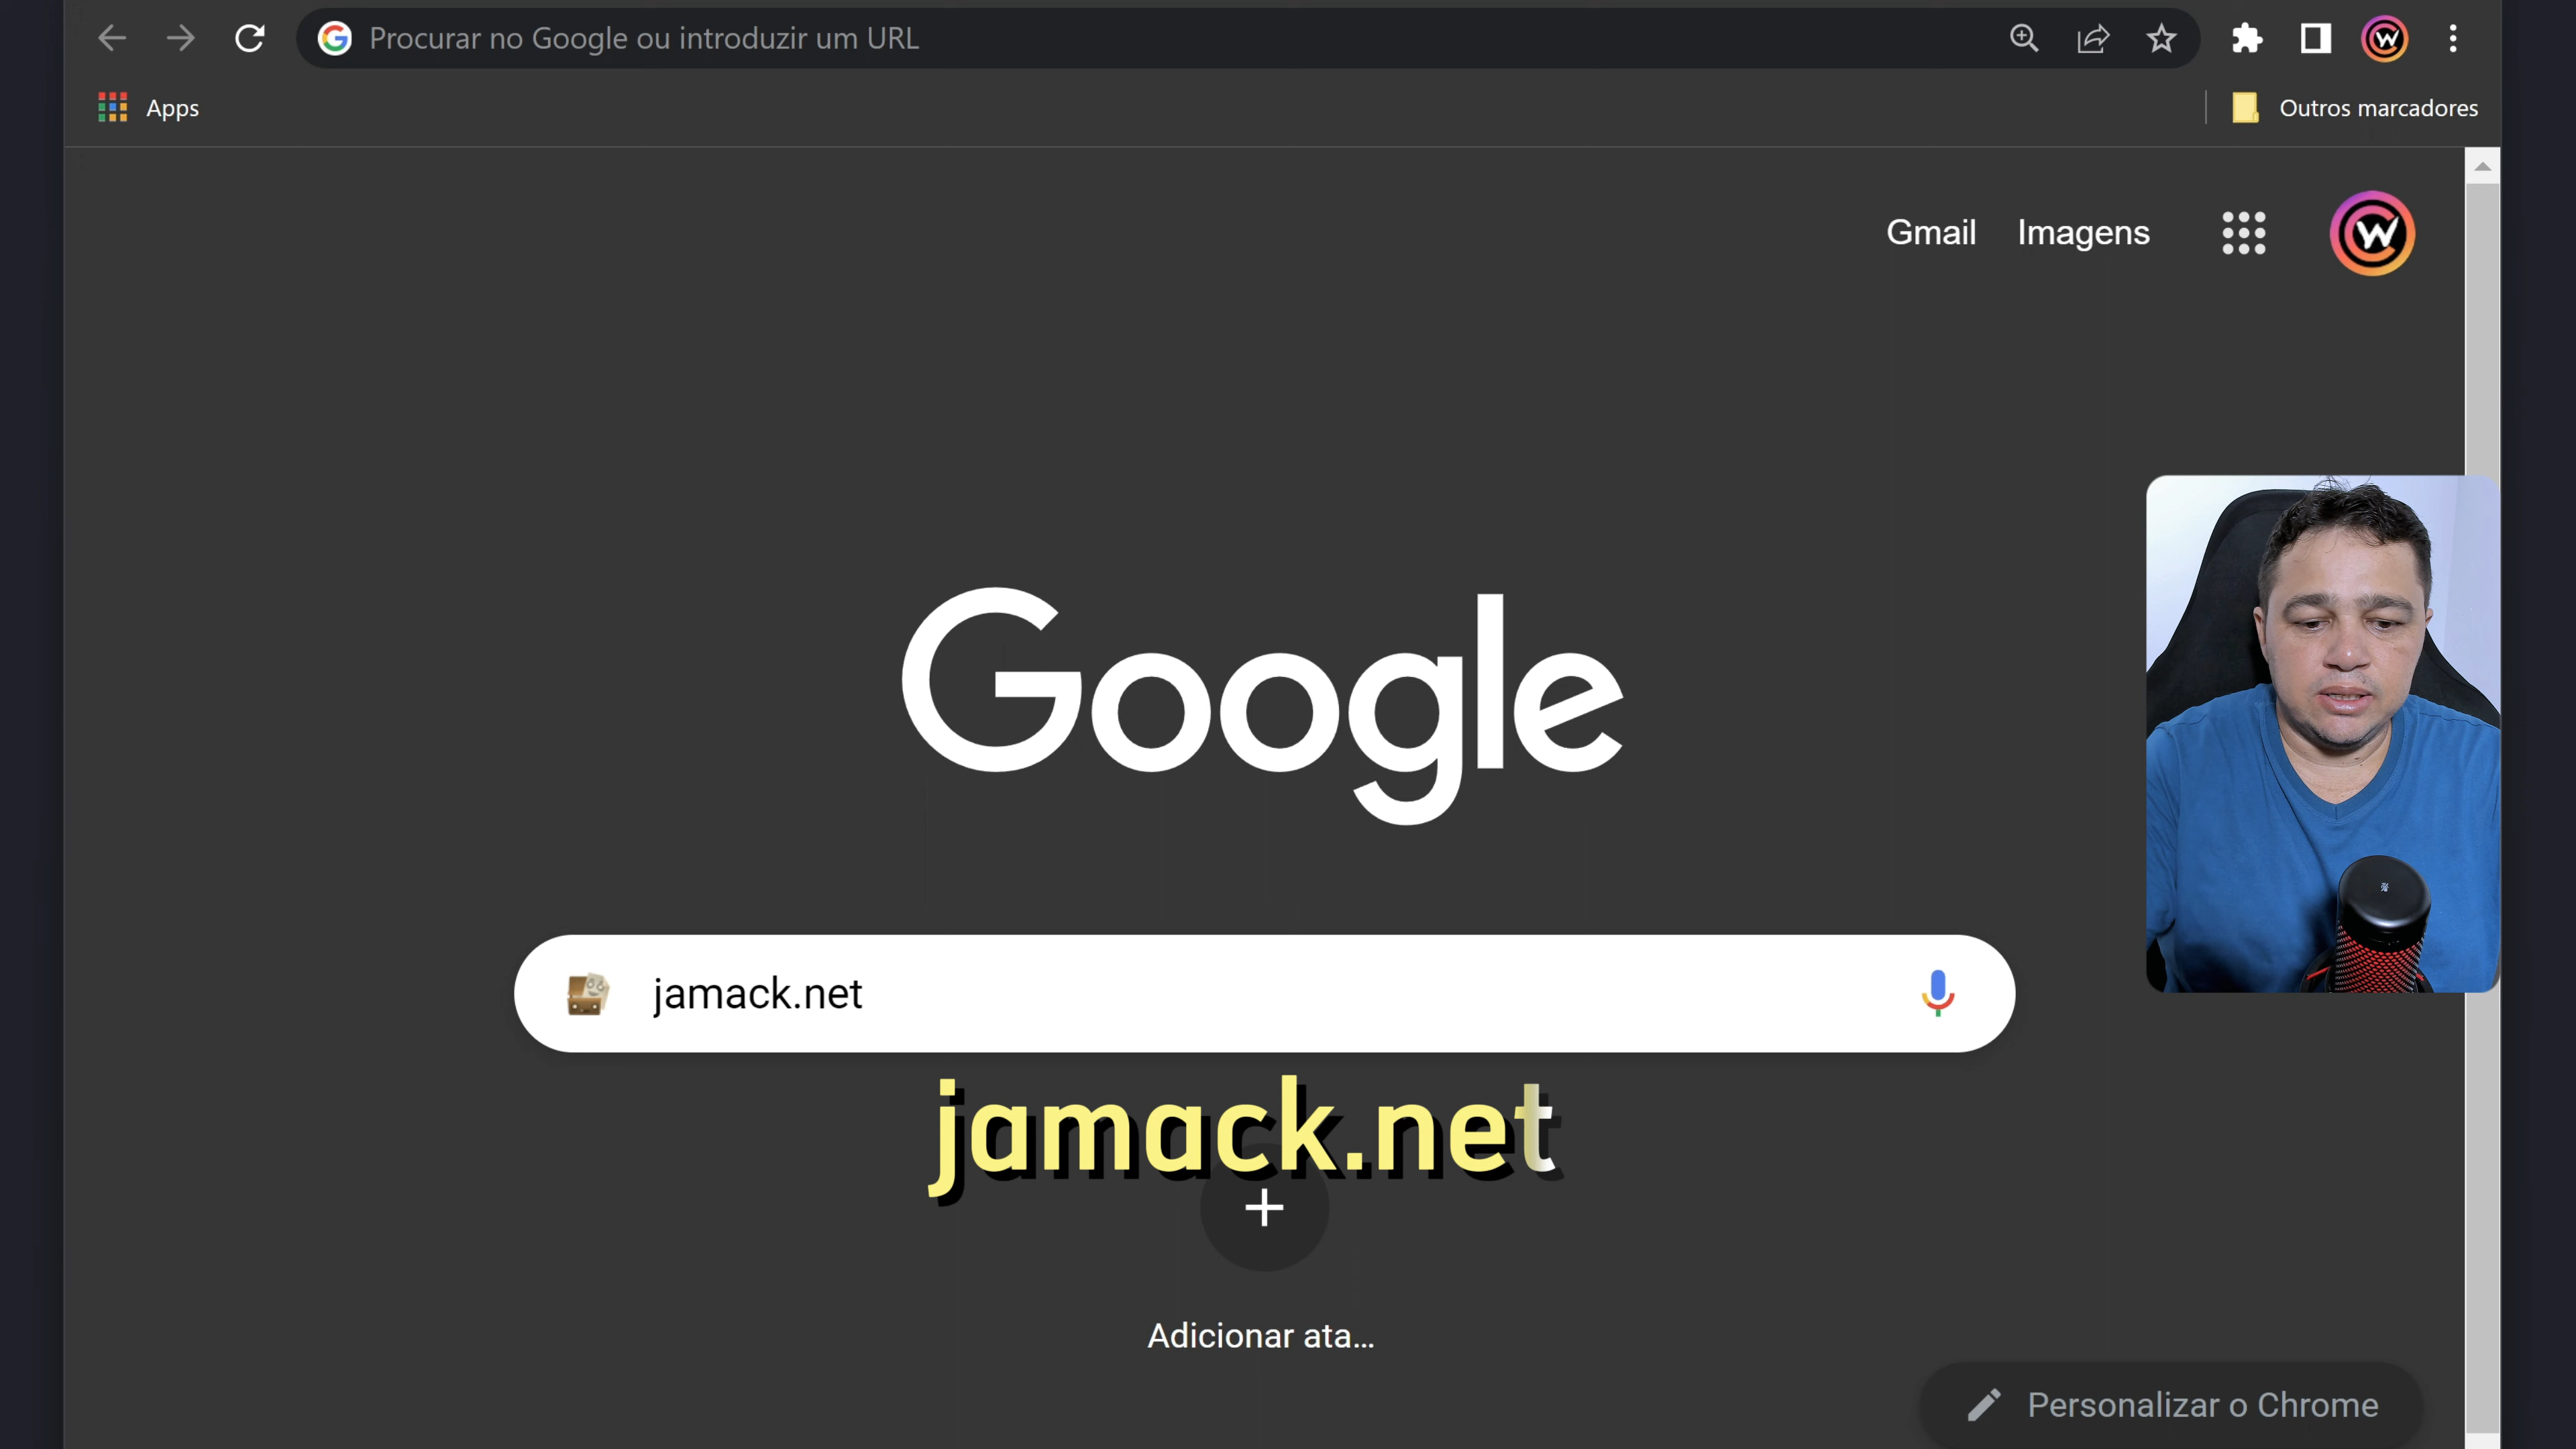 Procurar no Google ou introduzir um URL
Apps
Outros marcadores
Gmail Imagens
Google
jamack.net
jamack.net
Adicionar ata...
Personalizar o Chrome